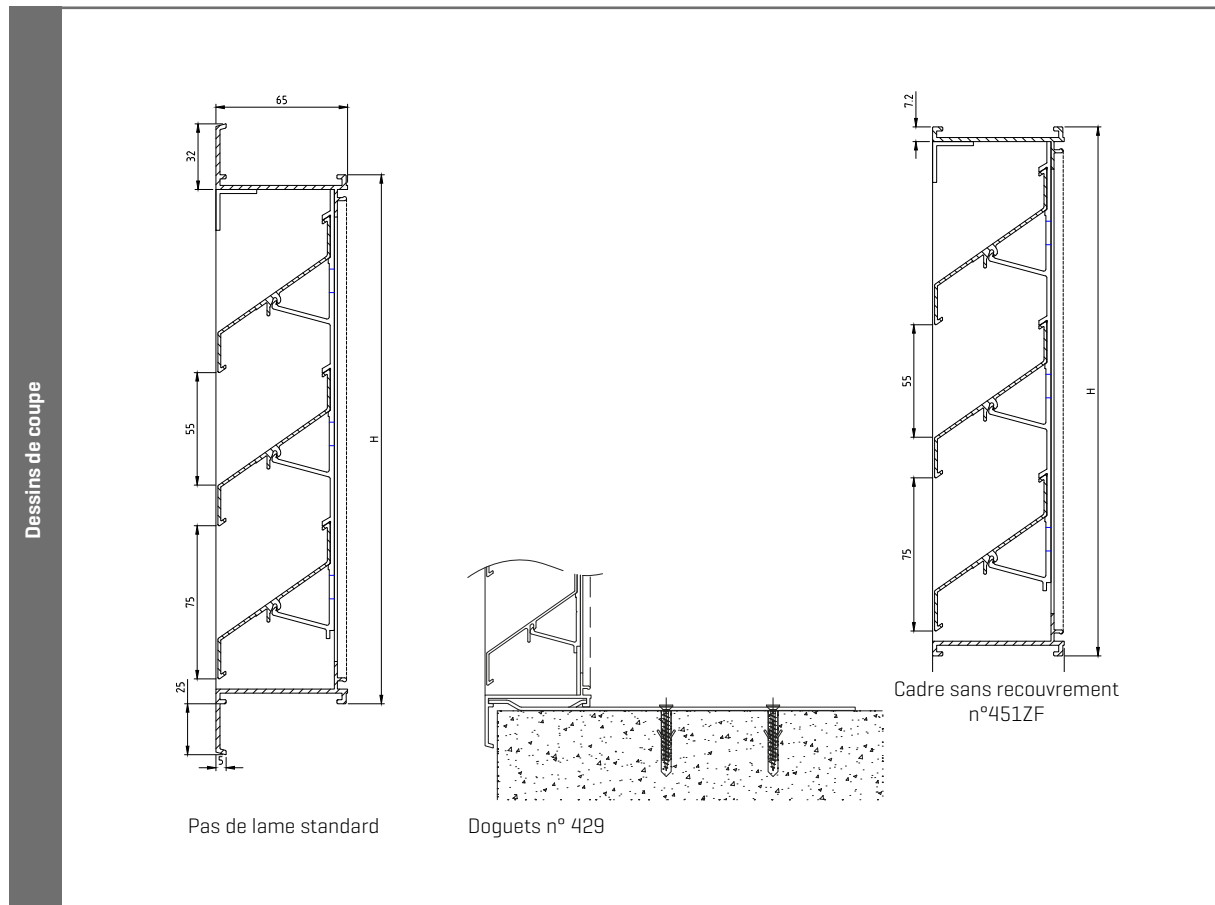 Dessins de coupe
65
32
55
75
25
5
H
Pas de lame standard
Doguets n° 429
7.2
55
75
H
Cadre sans recouvrement
n°451ZF